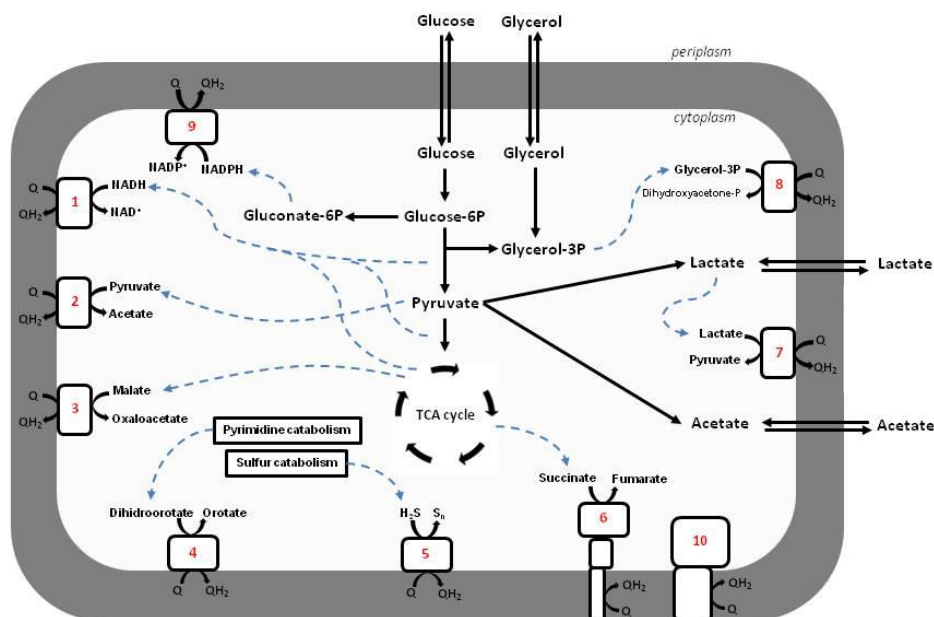 Glucose
Glycerol
periplasm
Q
QH₂
cytoplasm
9
Glucose
Glycerol
NADP⁺
NADPH
Glycerol-3P
Q
8
Q
NADH
Dihydroxyacetone-P
QH₂
1
Gluconate-6P
Glucose-6P
QH₂
NAD⁺
Glycerol-3P
Lactate
Lactate
Q
Pyruvate
Pyruvate
2
QH₂
Acetate
Lactate
Q
7
Pyruvate
QH₂
Q
Malate
3
QH₂
Oxaloacetate
TCA cycle
Acetate
Acetate
Pyrimidine catabolism
Sulfur catabolism
Succinate
Fumarate
Dihidroorotate
Orotate
H₂S
Sₙ
6
10
4
5
Q
QH₂
Q
QH₂
QH₂
QH₂
Q
Q